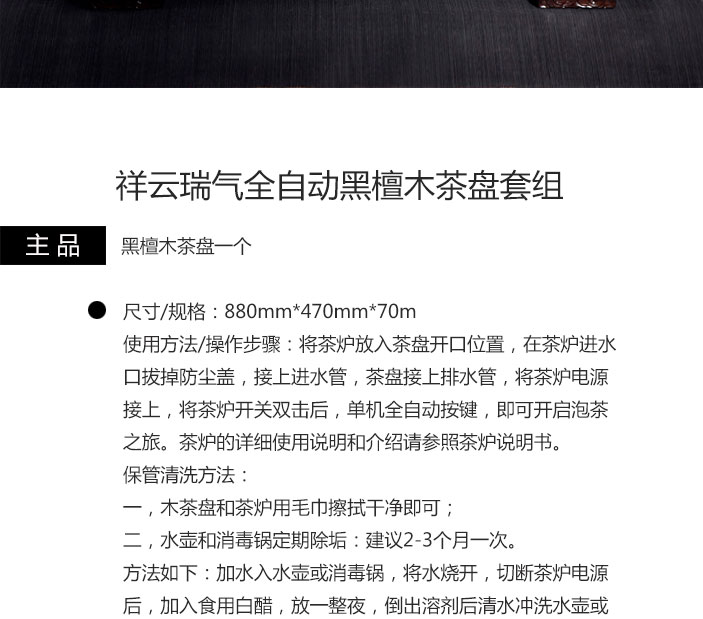 祥云瑞气全自动黑檀木茶盘套组
主品 黑檀木茶盘一个
尺寸/规格：880mm*470mm*70m
使用方法/操作步骤：将茶炉放入茶盘开口位置，在茶炉进水
口拔掉防尘盖，接上进水管，茶盘接上排水管，将茶炉电源
接上，将茶炉开关双击后，单机全自动按键，即可开启泡茶
之旅。茶炉的详细使用说明和介绍请参照茶炉说明书。
保管清洗方法：
一，木茶盘和茶炉用毛巾擦拭干净即可；
二，水壶和消毒锅定期除垢：建议2-3个月一次。
方法如下：加水入水壶或消毒锅，将水烧开，切断茶炉电源
后，加入食用白醋，放一整夜，倒出溶剂后清水冲洗水壶或